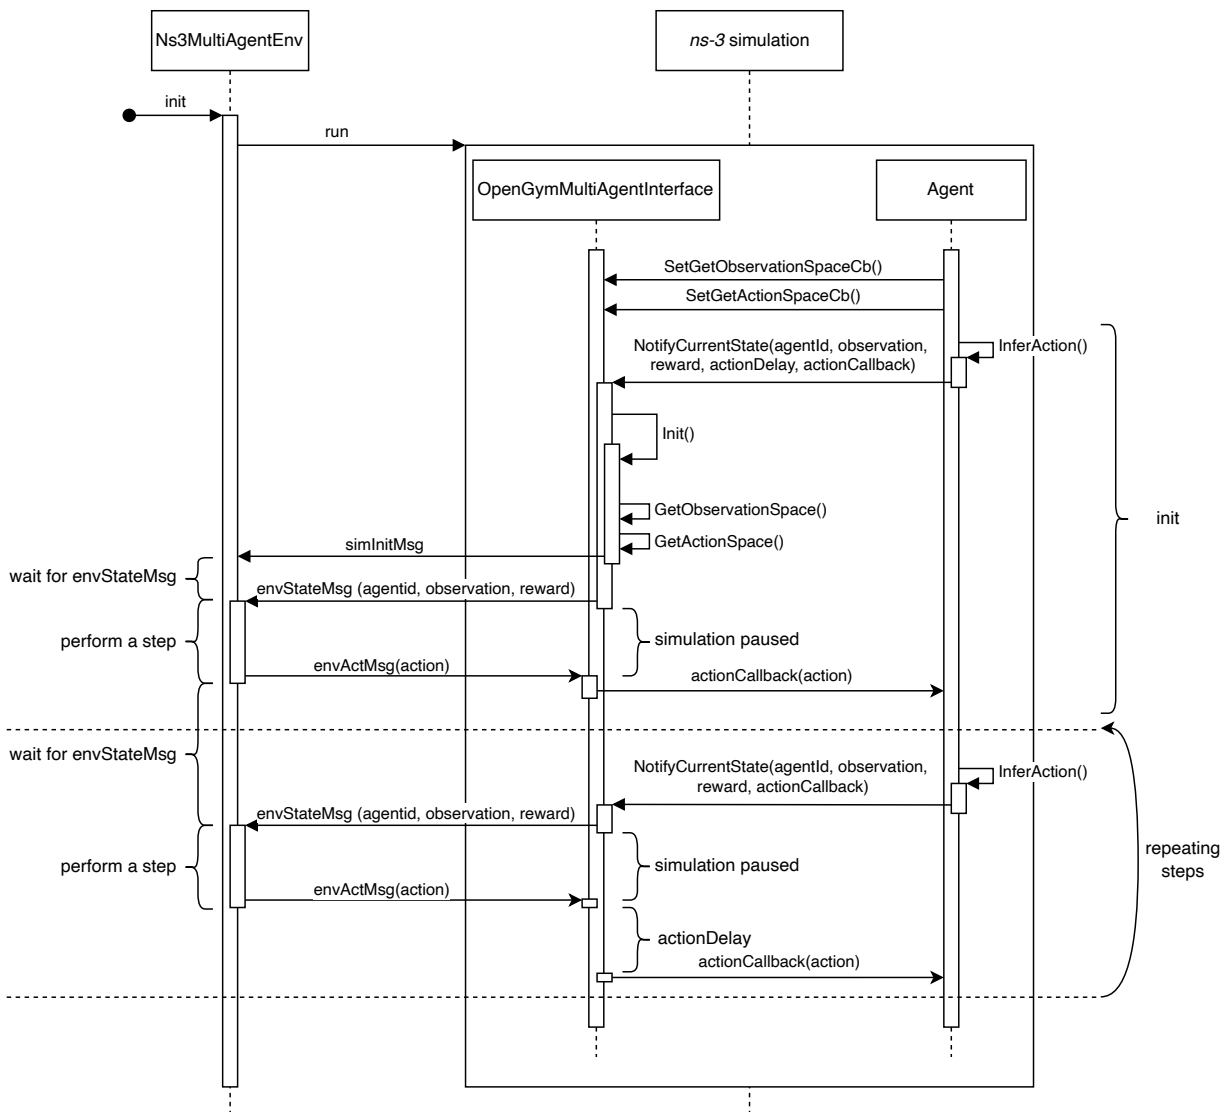 Ns3MultiAgentEnv
ns-3 simulation
init
run
OpenGymMultiAgentInterface
Agent
SetGetObservationSpaceCb()
SetGetActionSpaceCb()
NotifyCurrentState(agentId, observation,
reward, actionDelay, actionCallback)
InferAction()
Init()
GetObservationSpace()
GetActionSpace()
init
simInitMsg
wait for envStateMsg
envStateMsg (agentid, observation, reward)
perform a step
simulation paused
envActMsg(action)
actionCallback(action)
wait for envStateMsg
NotifyCurrentState(agentId, observation,
reward, actionCallback)
InferAction()
envStateMsg (agentid, observation, reward)
perform a step
simulation paused
repeating
steps
envActMsg(action)
actionDelay
actionCallback(action)